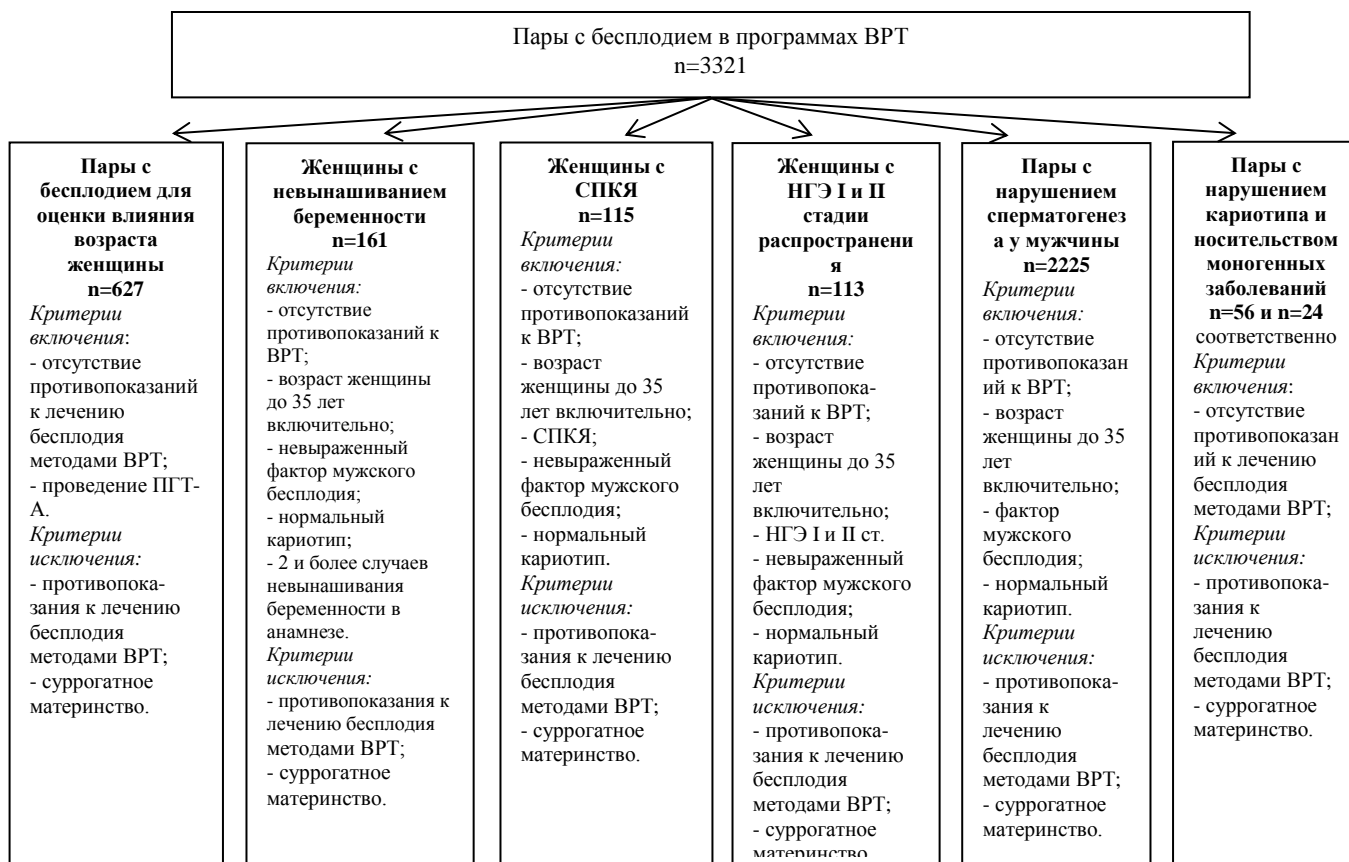 Пары с бесплодием в программах ВРТ
n=3321
Пары с
бесплодием для
оценки влияния
возраста
женщины
n=627
Критерии
включения:
- отсутствие
противопоказаний
к лечению
бесплодия
методами ВРТ;
- проведение ПГТ-
А.
Критерии
исключения:
- противопока-
зания к лечению
бесплодия
методами ВРТ;
- суррогатное
материнство.
Женщины с
невынашиванием
беременности
n=161
Критерии
включения:
- отсутствие
противопоказаний к
ВРТ;
- возраст женщины
до 35 лет
включительно;
- невыраженный
фактор мужского
бесплодия;
- нормальный
кариотип;
- 2 и более случаев
невынашивания
беременности в
анамнезе.
Критерии
исключения:
- противопоказания к
лечению бесплодия
методами ВРТ;
- суррогатное
материнство.
Женщины с
СПКЯ
n=115
Критерии
включения:
- отсутствие
противопоказаний
к ВРТ;
- возраст
женщины до 35
лет включительно;
- СПКЯ;
- невыраженный
фактор мужского
бесплодия;
- нормальный
кариотип.
Критерии
исключения:
- противопока-
зания к лечению
бесплодия
методами ВРТ;
- суррогатное
материнство.
Женщины с
НГЭ I и II
стадии
распространени
я
n=113
Критерии
включения:
- отсутствие
противопока-
заний к ВРТ;
- возраст
женщины до 35
лет
включительно;
- НГЭ I и II ст.
- невыраженный
фактор мужского
бесплодия;
- нормальный
кариотип.
Критерии
исключения:
- противопока-
зания к лечению
бесплодия
методами ВРТ;
- суррогатное
материнство
Пары с
нарушением
сперматогенез
а у мужчины
n=2225
Критерии
включения:
- отсутствие
противопоказан
ий к ВРТ;
- возраст
женщины до 35
лет
включительно;
- фактор
мужского
бесплодия;
- нормальный
кариотип.
Критерии
исключения:
- противопока-
зания к
лечению
бесплодия
методами ВРТ;
- суррогатное
материнство.
Пары с
нарушением
кариотипа и
носительством
моногенных
заболеваний
n=56 и n=24
соответственно
Критерии
включения:
- отсутствие
противопоказан
ий к лечению
бесплодия
методами ВРТ;
Критерии
исключения:
- противопока-
зания к
лечению
бесплодия
методами ВРТ;
- суррогатное
материнство.